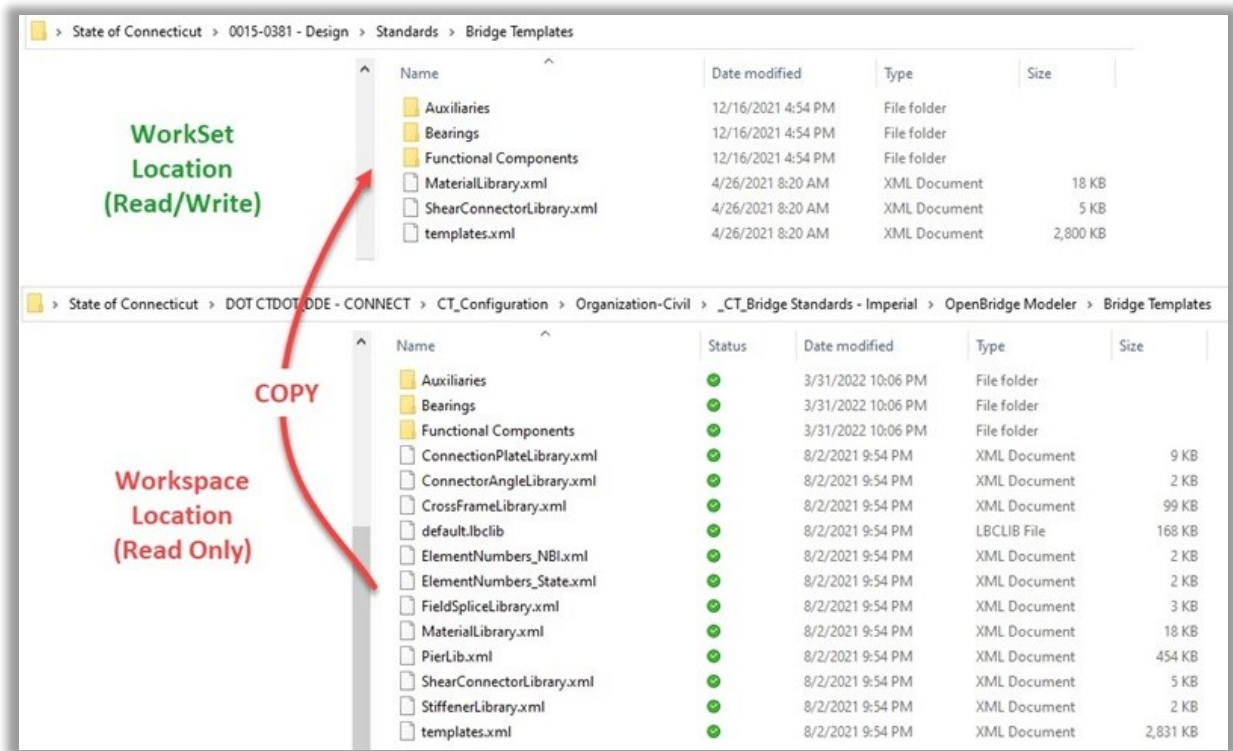 > State of Connecticut > 0015-0381 - Design > Standards > Bridge Templates
Name Date modified Type Size
Auxiliaries 12/16/2021 4:54 PM File folder
Bearings 12/16/2021 4:54 PM File folder
Functional Components 12/16/2021 4:54 PM File folder
MaterialLibrary.xml 4/26/2021 8:20 AM XML Document 18 KB
ShearConnectorLibrary.xml 4/26/2021 8:20 AM XML Document 5 KB
templates.xml 4/26/2021 8:20 AM XML Document 2,800 KB
WorkSet
Location
(Read/Write)
> State of Connecticut > DOT CTDOT_DDE - CONNECT > CT_Configuration > Organization-Civil > _CT_Bridge Standards - Imperial > OpenBridge Modeler > Bridge Templates
Name Status Date modified Type Size
Auxiliaries 3/31/2022 10:06 PM File folder
Bearings 3/31/2022 10:06 PM File folder
Functional Components 3/31/2022 10:06 PM File folder
ConnectionPlateLibrary.xml 8/2/2021 9:54 PM XML Document 9 KB
ConnectorAngleLibrary.xml 8/2/2021 9:54 PM XML Document 2 KB
CrossFrameLibrary.xml 8/2/2021 9:54 PM XML Document 99 KB
default.lbclib 8/2/2021 9:54 PM LBCLIB File 168 KB
ElementNumbers_NBI.xml 8/2/2021 9:54 PM XML Document 2 KB
ElementNumbers_State.xml 8/2/2021 9:54 PM XML Document 2 KB
FieldSpliceLibrary.xml 8/2/2021 9:54 PM XML Document 3 KB
MaterialLibrary.xml 8/2/2021 9:54 PM XML Document 18 KB
PierLib.xml 8/2/2021 9:54 PM XML Document 454 KB
ShearConnectorLibrary.xml 8/2/2021 9:54 PM XML Document 5 KB
StiffenerLibrary.xml 8/2/2021 9:54 PM XML Document 2 KB
templates.xml 8/2/2021 9:54 PM XML Document 2,831 KB
COPY
Workspace
Location
(Read Only)